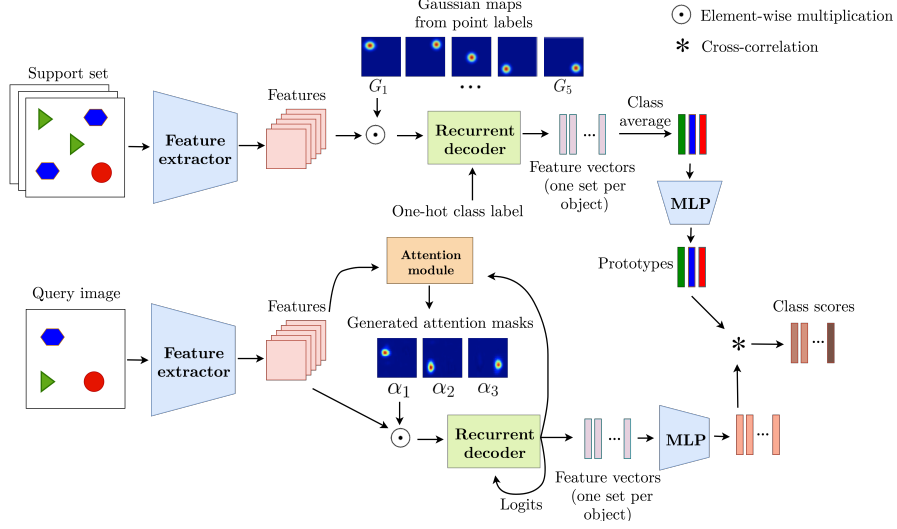 Gaussian maps
from point labels
Element-wise multiplication
Cross-correlation
Support set
Features
G1
...
G5
Feature
extractor
Recurrent
decoder
...
Class
average
Feature vectors
(one set per
object)
MLP
One-hot class label
Attention
module
Prototypes
Query image
Features
Generated attention masks
Class scores
Feature
extractor
α1
α2
α3
*
...
Recurrent
decoder
...
MLP
...
Feature vectors
(one set per
object)
Logits